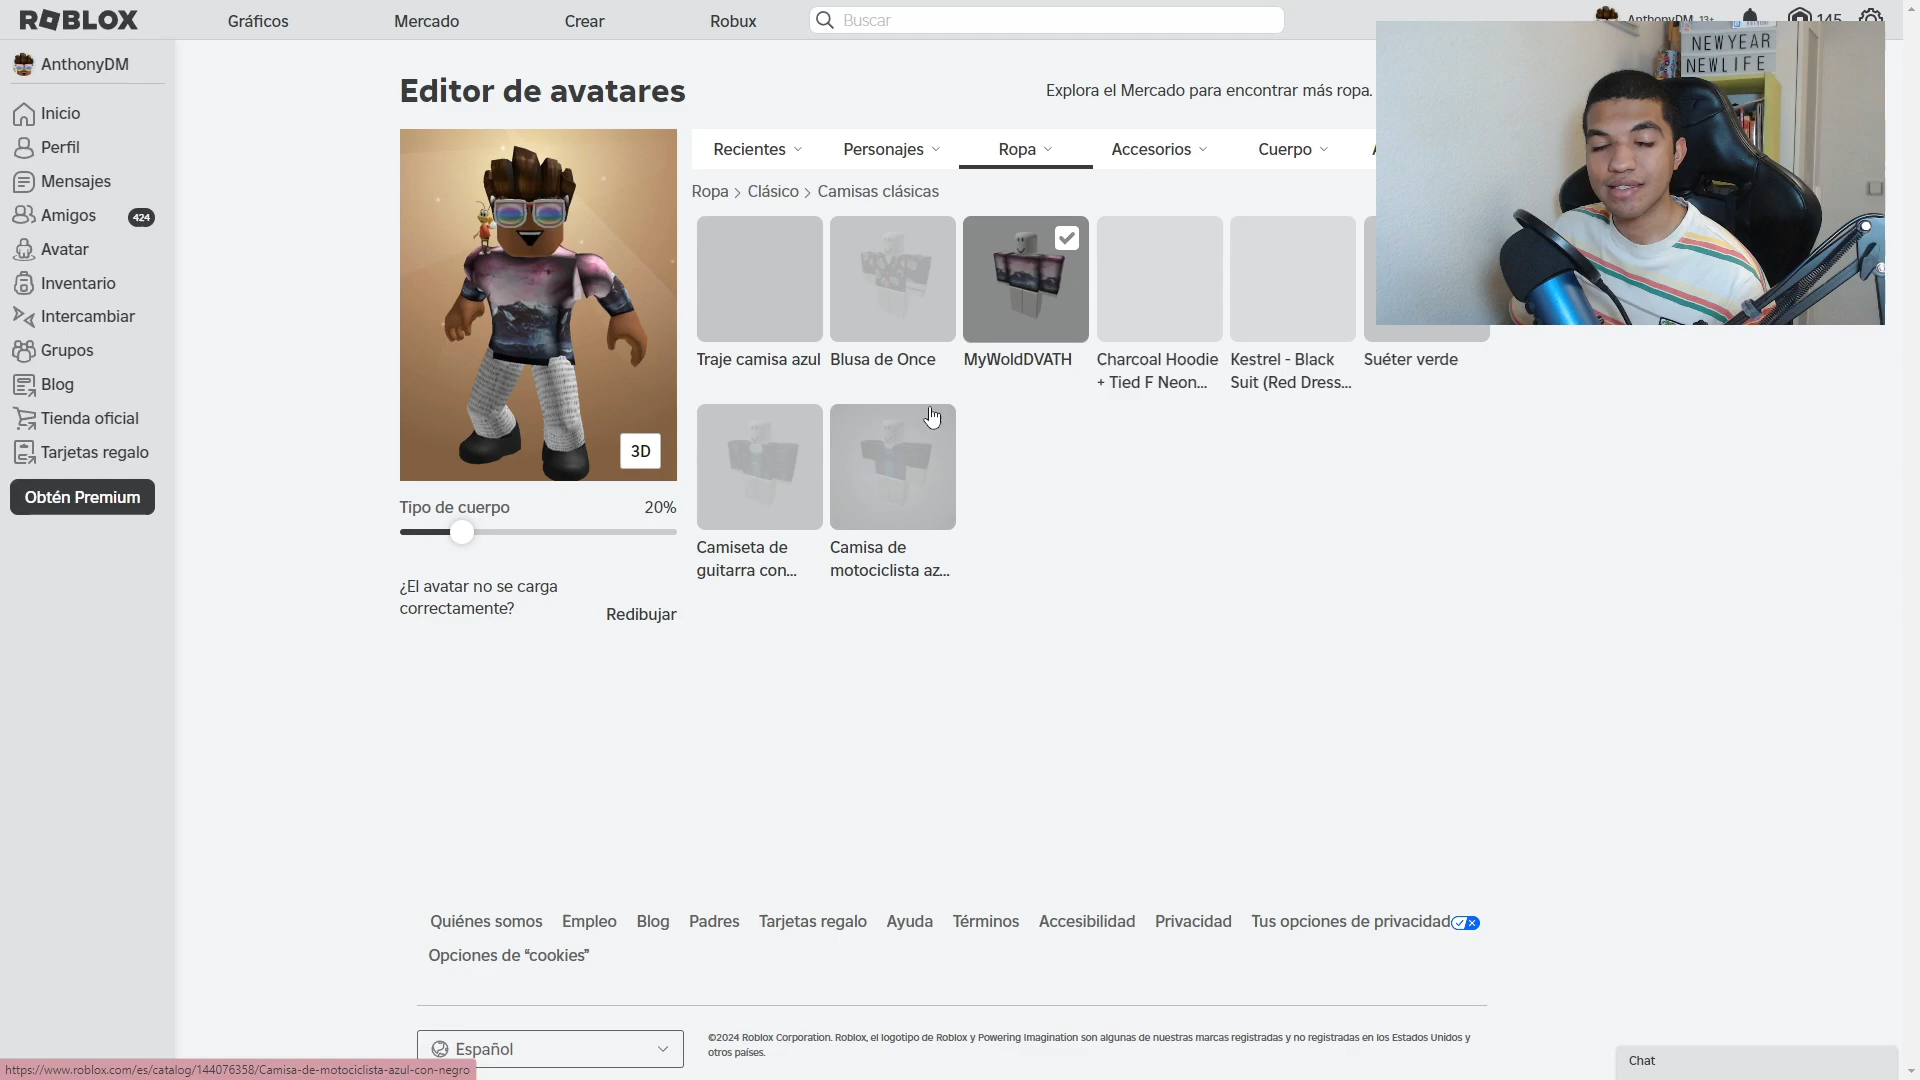 ROBLOX
Gráficos
Mercado
Crear
Robux
Buscar
AnthonyDM 13+
145
NEW YEAR
NEW LIFE
AnthonyDM
Inicio
Perfil
Mensajes
Amigos 424
Avatar
Inventario
Intercambiar
Grupos
Blog
Tienda oficial
Tarjetas regalo
Obtén Premium
Editor de avatares
Explora el Mercado para encontrar más ropa.
Recientes
Personajes
Ropa
Accesorios
Cuerpo
Ropa > Clásico > Camisas clásicas
Traje camisa azul
Blusa de Once
MyWoldDVATH
Charcoal Hoodie
+ Tied F Neon...
Kestrel - Black
Suit (Red Dress...
Suéter verde
3D
Camiseta de
guitarra con...
Camisa de
motociclista az...
Tipo de cuerpo 20%
¿El avatar no se carga
correctamente?
Redibujar
Quiénes somos Empleo Blog Padres Tarjetas regalo Ayuda Términos Accesibilidad Privacidad Tus opciones de privacidad
Opciones de “cookies”
Español
©2024 Roblox Corporation. Roblox, el logotipo de Roblox y Powering Imagination son algunas de nuestras marcas registradas y no registradas en los Estados Unidos y
otros países.
Chat
https://www.roblox.com/es/catalog/144076358/Camisa-de-motociclista-azul-con-negro